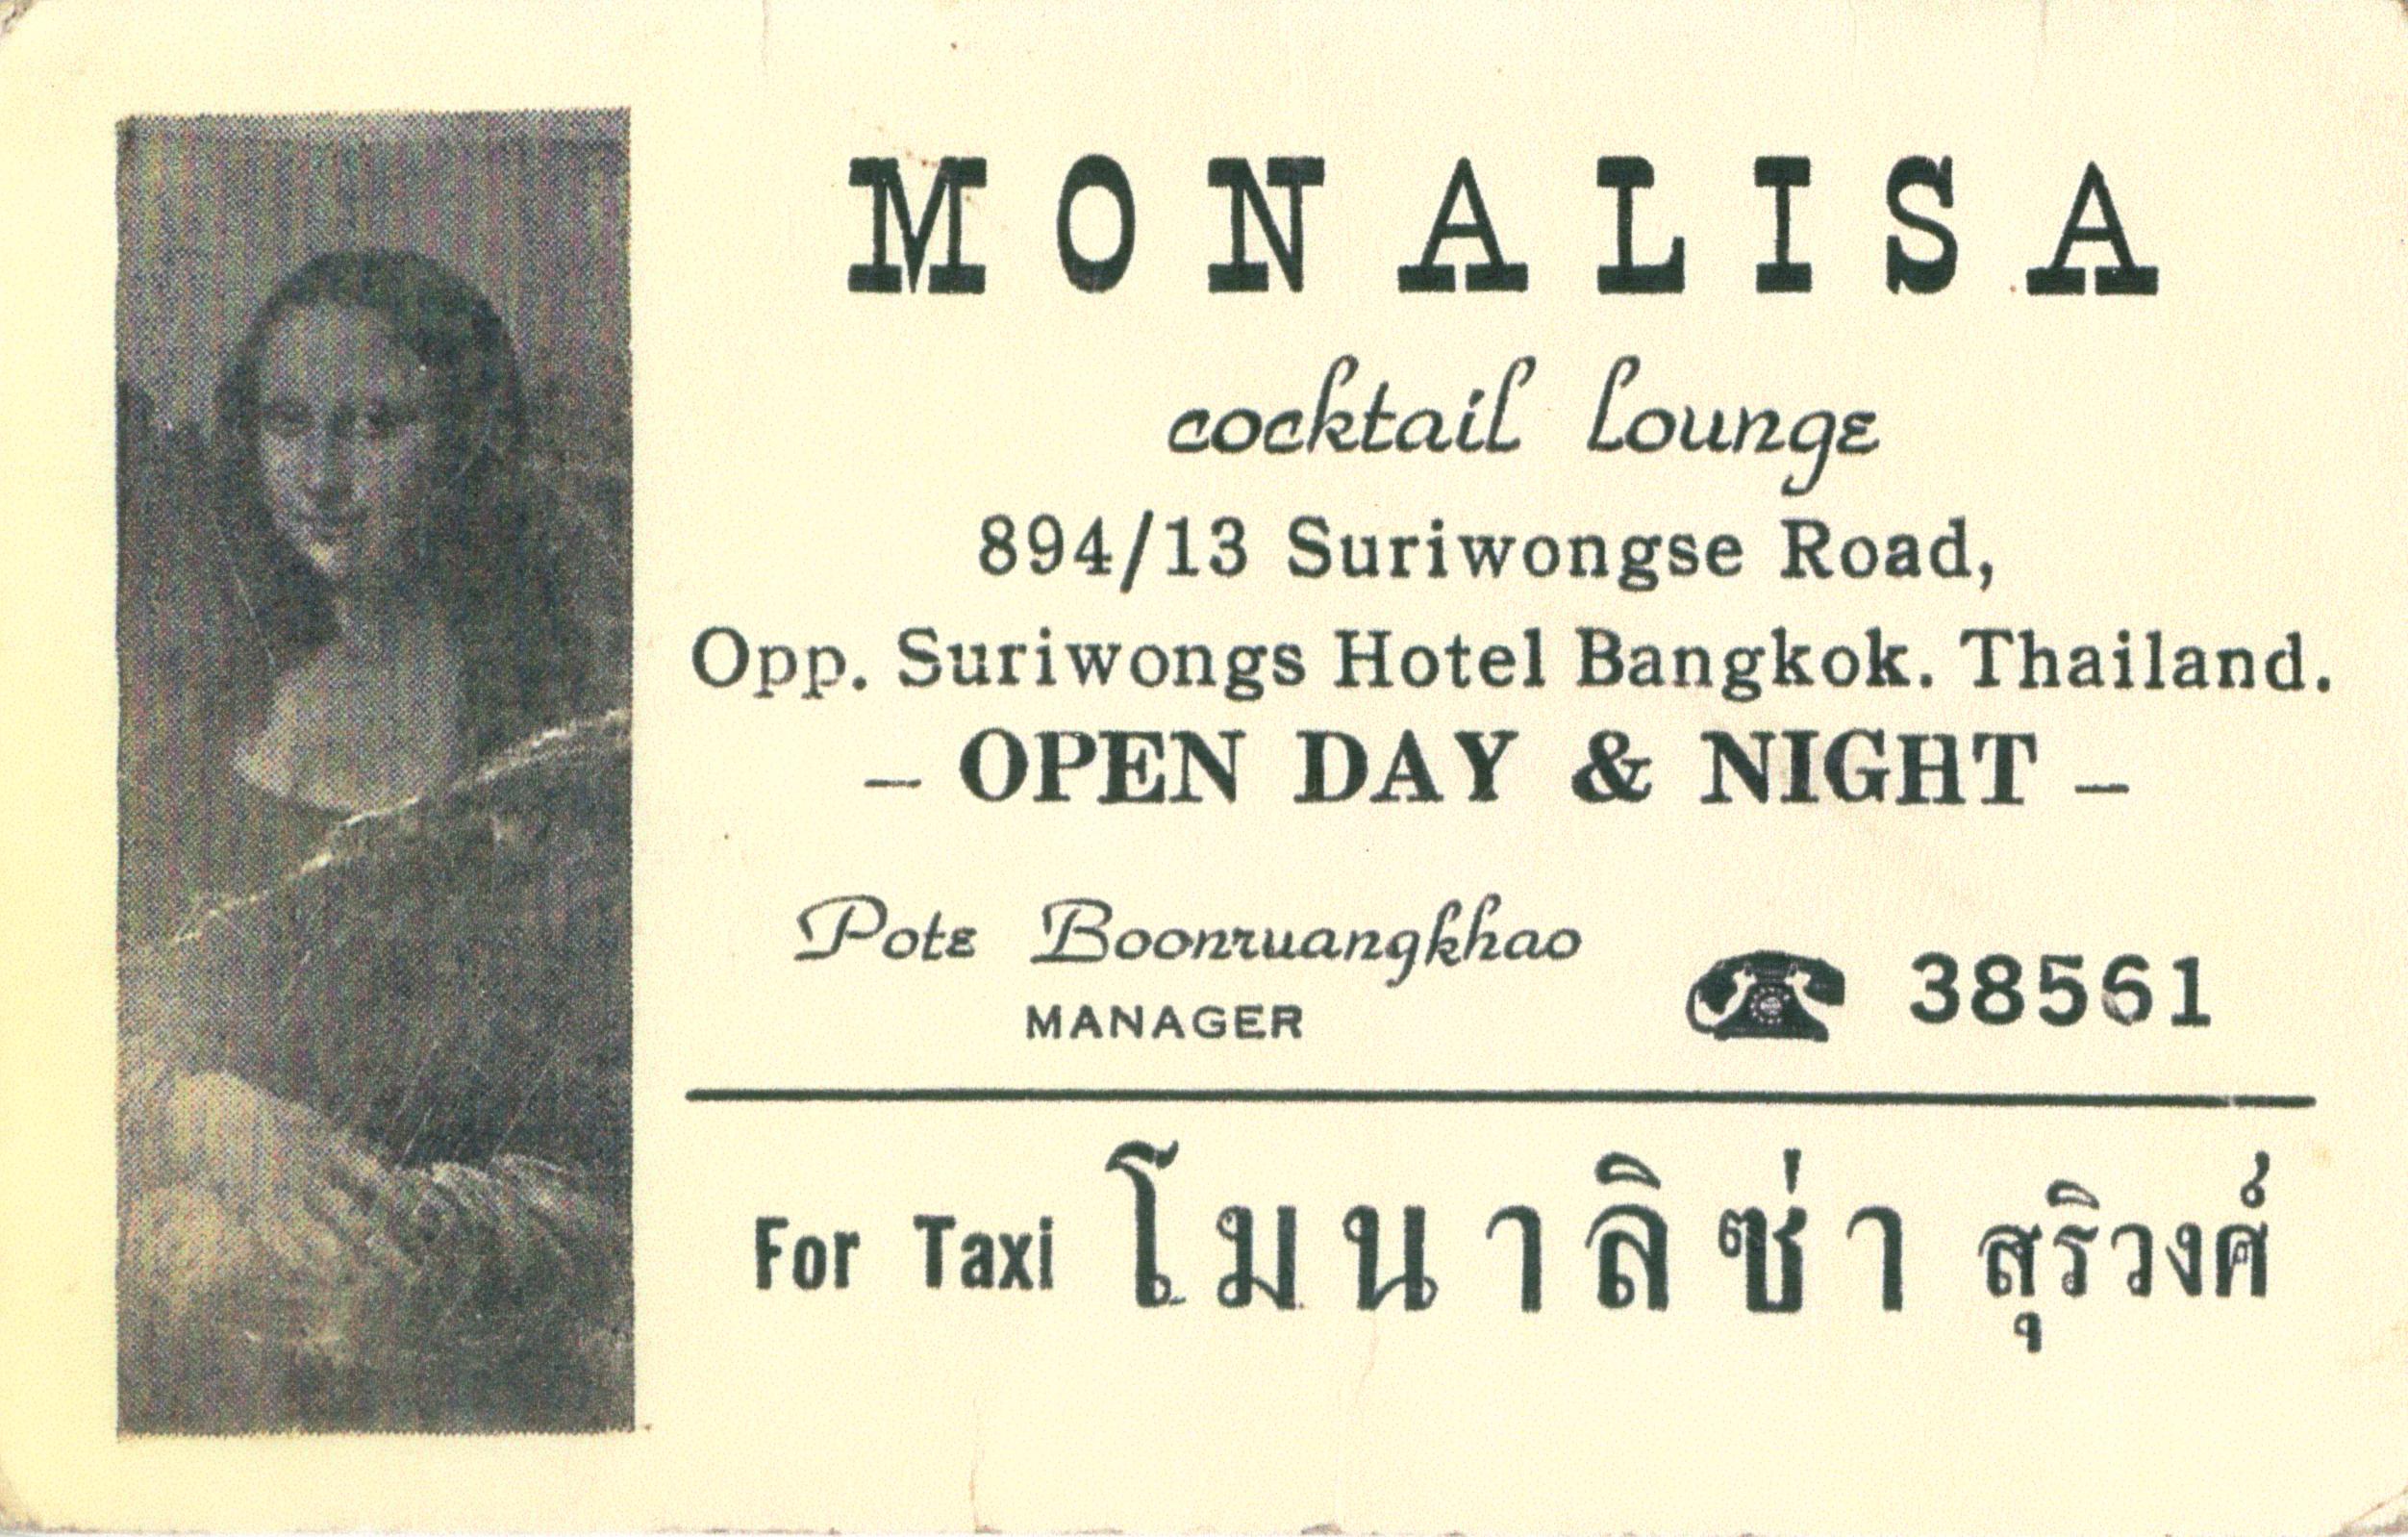 MONALISA
cocktail lounge
894/13 Suriwongse Road,
Opp. Suriwongs Hotel Bangkok. Thailand.
– OPEN DAY & NIGHT –
Pote Boonruangkhao
MANAGER
38561
For Taxi โมนาลิซ่า สุริวงศ์